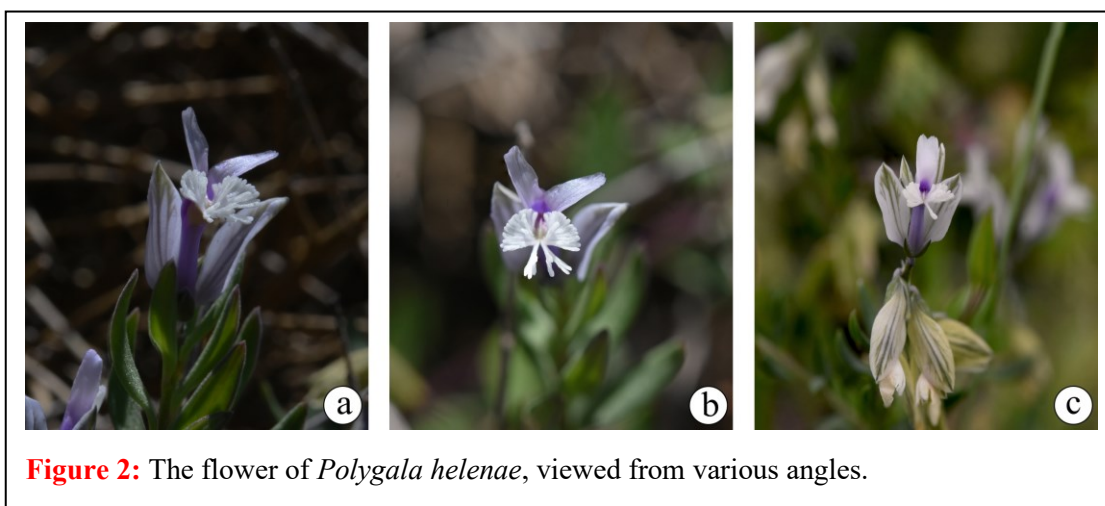 a
b
c
Figure 2: The flower of Polygala helenae, viewed from various angles.